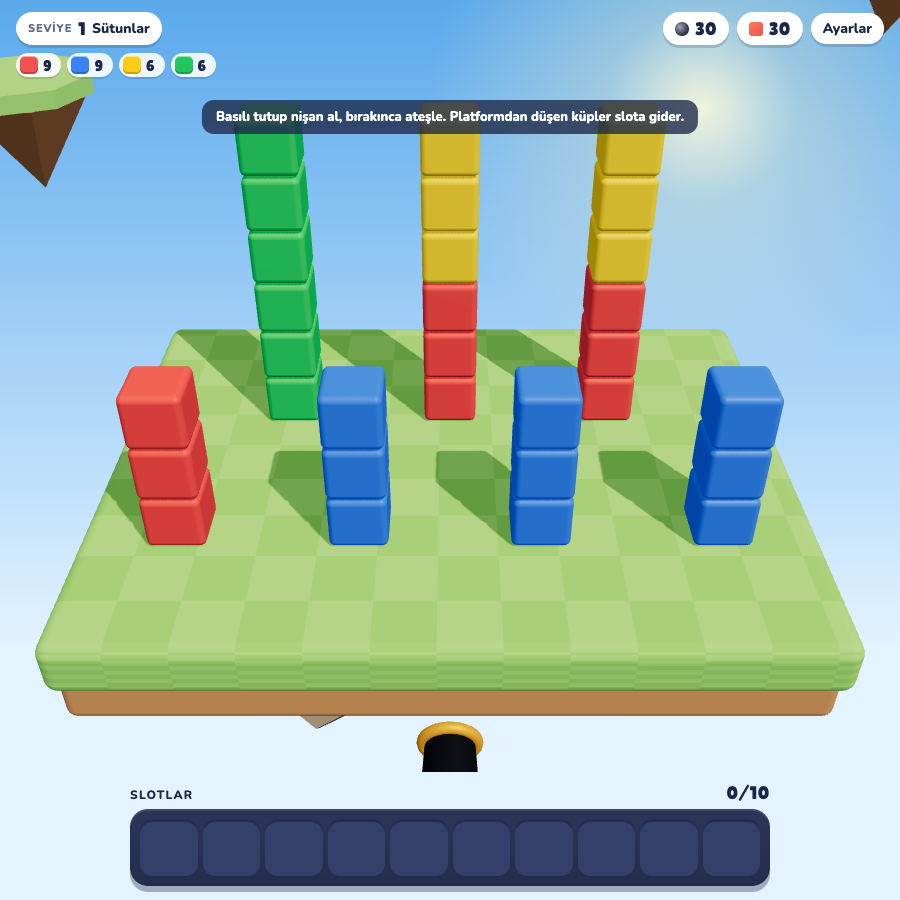 SEVİYE 1 Sütunlar
30
30
Ayarlar
9
9
6
6
Basılı tutup nişan al, bırakınca ateşle. Platformdan düşen küpler slota gider.
SLOTLAR
0/10